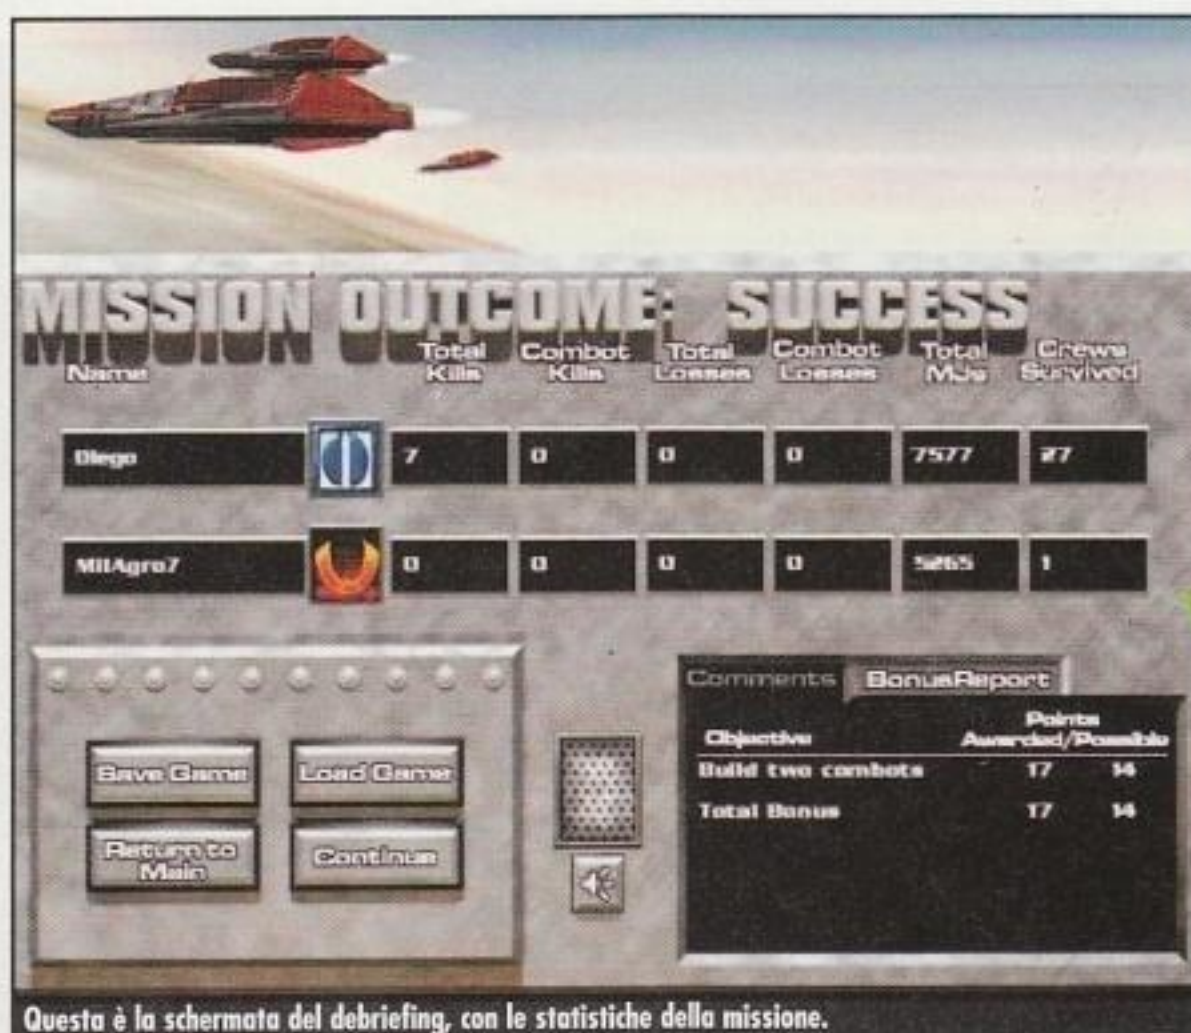 MISSION OUTCOME: SUCCESS
Name Total Kills Combot Kills Total Losses Combot Losses Total MJs Crews Survived
Diego 7 0 0 0 7577 27
MilAgro7 0 0 0 0 5265 1
Save Game Load Game
Return to Main Continue
Comments BonusReport
Objective Points Awarded/Possible
Build two combots 17 14
Total Bonus 17 14
Questa è la schermata del debriefing, con le statistiche della missione.